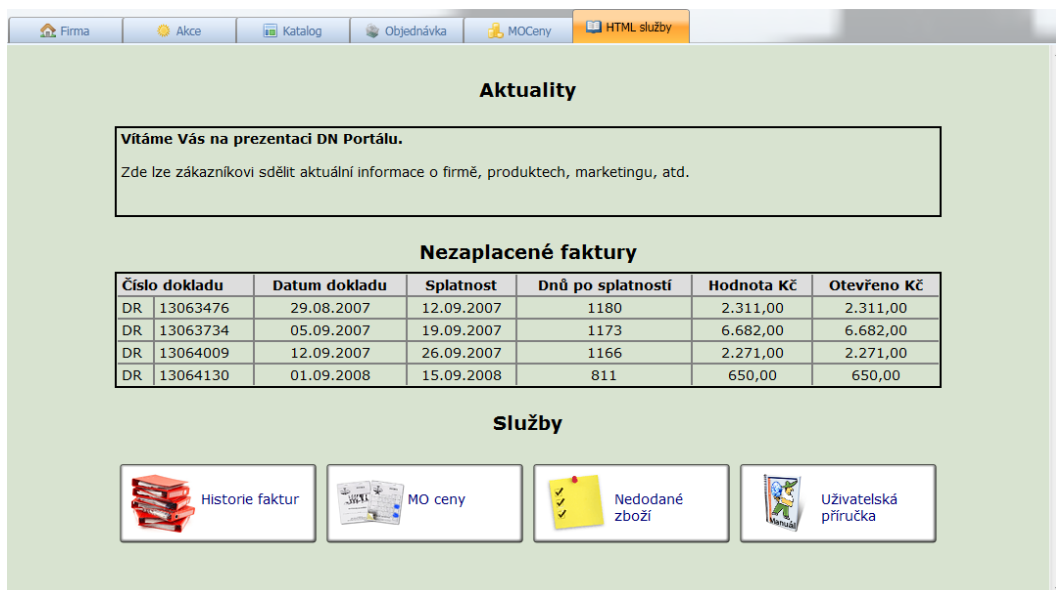 Firma Akce Katalog Objednávka MOCeny HTML služby
Aktuality
Vítáme Vás na prezentaci DN Portálu.
Zde lze zákazníkovi sdělit aktuální informace o firmě, produktech, marketingu, atd.
Nezaplacené faktury
Číslo dokladu Datum dokladu Splatnost Dnů po splatností Hodnota Kč Otevřeno Kč
DR 13063476 29.08.2007 12.09.2007 1180 2.311,00 2.311,00
DR 13063734 05.09.2007 19.09.2007 1173 6.682,00 6.682,00
DR 13064009 12.09.2007 26.09.2007 1166 2.271,00 2.271,00
DR 13064130 01.09.2008 15.09.2008 811 650,00 650,00
Služby
Historie faktur
MO ceny
Nedodané
zboží
Manuál
Uživatelská
příručka